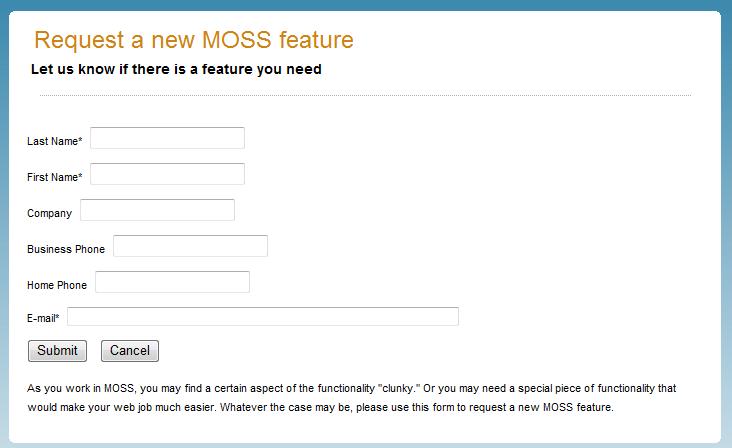 Request a new MOSS feature
Let us know if there is a feature you need
Last Name*
First Name*
Company
Business Phone
Home Phone
E-mail*
Submit Cancel
As you work in MOSS, you may find a certain aspect of the functionality "clunky." Or you may need a special piece of functionality that
would make your web job much easier. Whatever the case may be, please use this form to request a new MOSS feature.